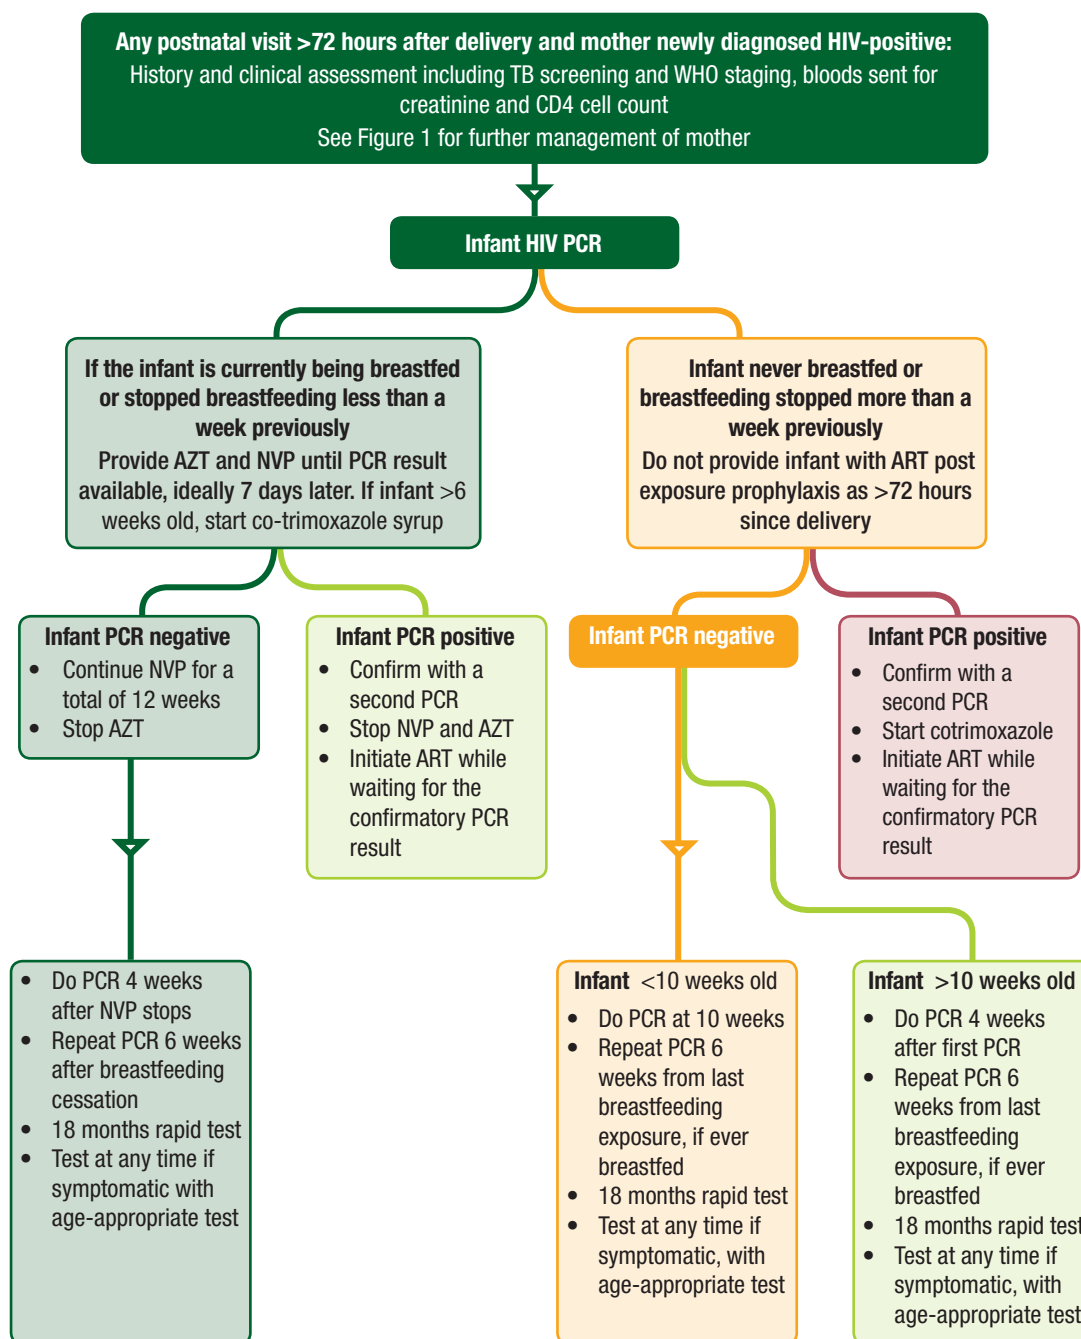 Any postnatal visit >72 hours after delivery and mother newly diagnosed HIV-positive:
History and clinical assessment including TB screening and WHO staging, bloods sent for
creatinine and CD4 cell count
See Figure 1 for further management of mother
Infant HIV PCR
If the infant is currently being breastfed
or stopped breastfeeding less than a
week previously
Provide AZT and NVP until PCR result
available, ideally 7 days later. If infant >6
weeks old, start co-trimoxazole syrup
Infant never breastfed or
breastfeeding stopped more than a
week previously
Do not provide infant with ART post
exposure prophylaxis as >72 hours
since delivery
Infant PCR negative
• Continue NVP for a
total of 12 weeks
• Stop AZT
Infant PCR positive
• Confirm with a
second PCR
• Stop NVP and AZT
• Initiate ART while
waiting for the
confirmatory PCR
result
Infant PCR negative
Infant PCR positive
• Confirm with a
second PCR
• Start cotrimoxazole
• Initiate ART while
waiting for the
confirmatory PCR
result
• Do PCR 4 weeks
after NVP stops
• Repeat PCR 6 weeks
after breastfeeding
cessation
• 18 months rapid test
• Test at any time if
symptomatic with
age-appropriate test
Infant <10 weeks old
• Do PCR at 10 weeks
• Repeat PCR 6
weeks from last
breastfeeding
exposure, if ever
breastfed
• 18 months rapid test
• Test at any time if
symptomatic, with
age-appropriate test
Infant >10 weeks old
• Do PCR 4 weeks
after first PCR
• Repeat PCR 6
weeks from last
breastfeeding
exposure, if ever
breastfed
• 18 months rapid test
• Test at any time if
symptomatic, with
age-appropriate test